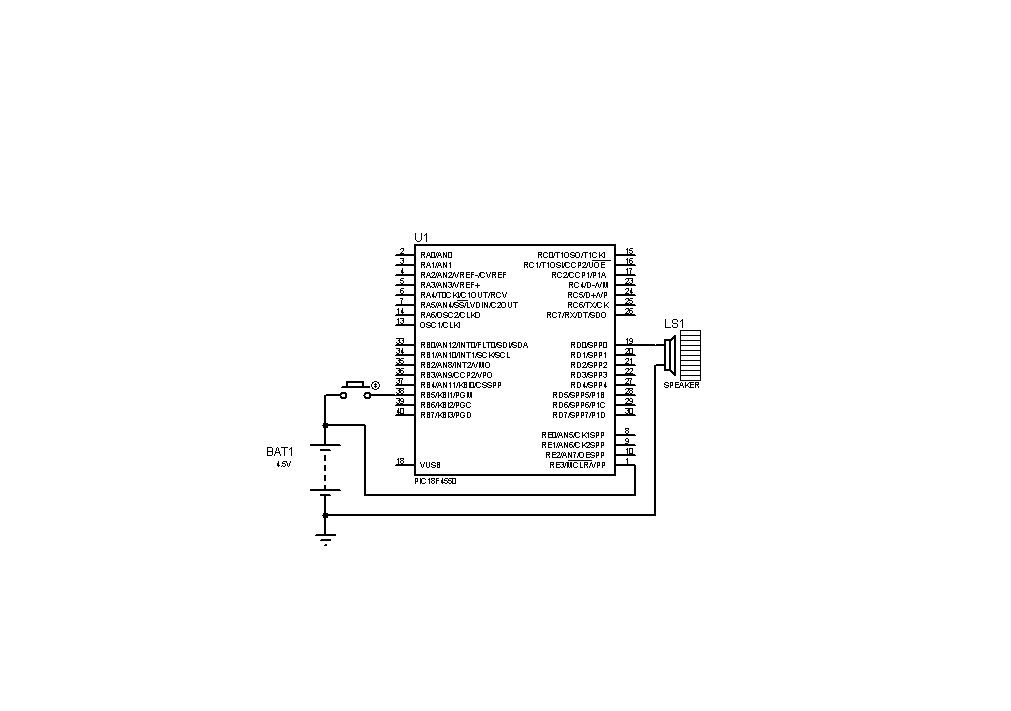 U1
2 RA0/AN0
3 RA1/AN1
4 RA2/AN2/VREF-/CVREF
5 RA3/AN3/VREF+
6 RA4/T0CKI/C1OUT/RCV
7 RA5/AN4/SS/LVDIN/C2OUT
14 RA6/OSC2/CLKO
13 OSC1/CLKI
33 RB0/AN12/INT0/FLT0/SDI/SDA
34 RB1/AN10/INT1/SCK/SCL
35 RB2/AN8/INT2/VMO
36 RB3/AN9/CCP2/VPO
37 RB4/AN11/KBI0/CSSPP
38 RB5/KBI1/PGM
39 RB6/KBI2/PGC
40 RB7/KBI3/PGD
18 VUSB
RC0/T1OSO/T1CKI 15
RC1/T1OSI/CCP2/UOE 16
RC2/CCP1/P1A 17
RC4/D-/VM 23
RC5/D+/VP 24
RC6/TX/CK 25
RC7/RX/DT/SDO 26
RD0/SPP0 19
RD1/SPP1 20
RD2/SPP2 21
RD3/SPP3 22
RD4/SPP4 27
RD5/SPP5/P1B 28
RD6/SPP6/P1C 29
RD7/SPP7/P1D 30
RE0/AN5/CK1SPP 8
RE1/AN6/CK2SPP 9
RE2/AN7/OESPP 10
RE3/MCLR/VPP 1
PIC18F4550
LS1
SPEAKER
BAT1
4.5V